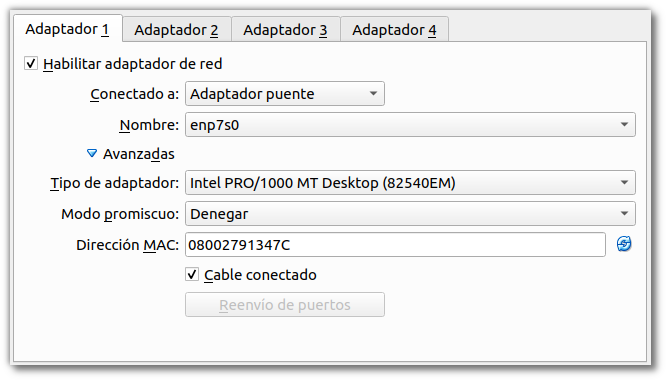 Adaptador 1 Adaptador 2 Adaptador 3 Adaptador 4
Habilitar adaptador de red
Conectado a: Adaptador puente
Nombre: enp7s0
Avanzadas
Tipo de adaptador: Intel PRO/1000 MT Desktop (82540EM)
Modo promiscuo: Denegar
Dirección MAC: 08002791347C
Cable conectado
Reenvío de puertos